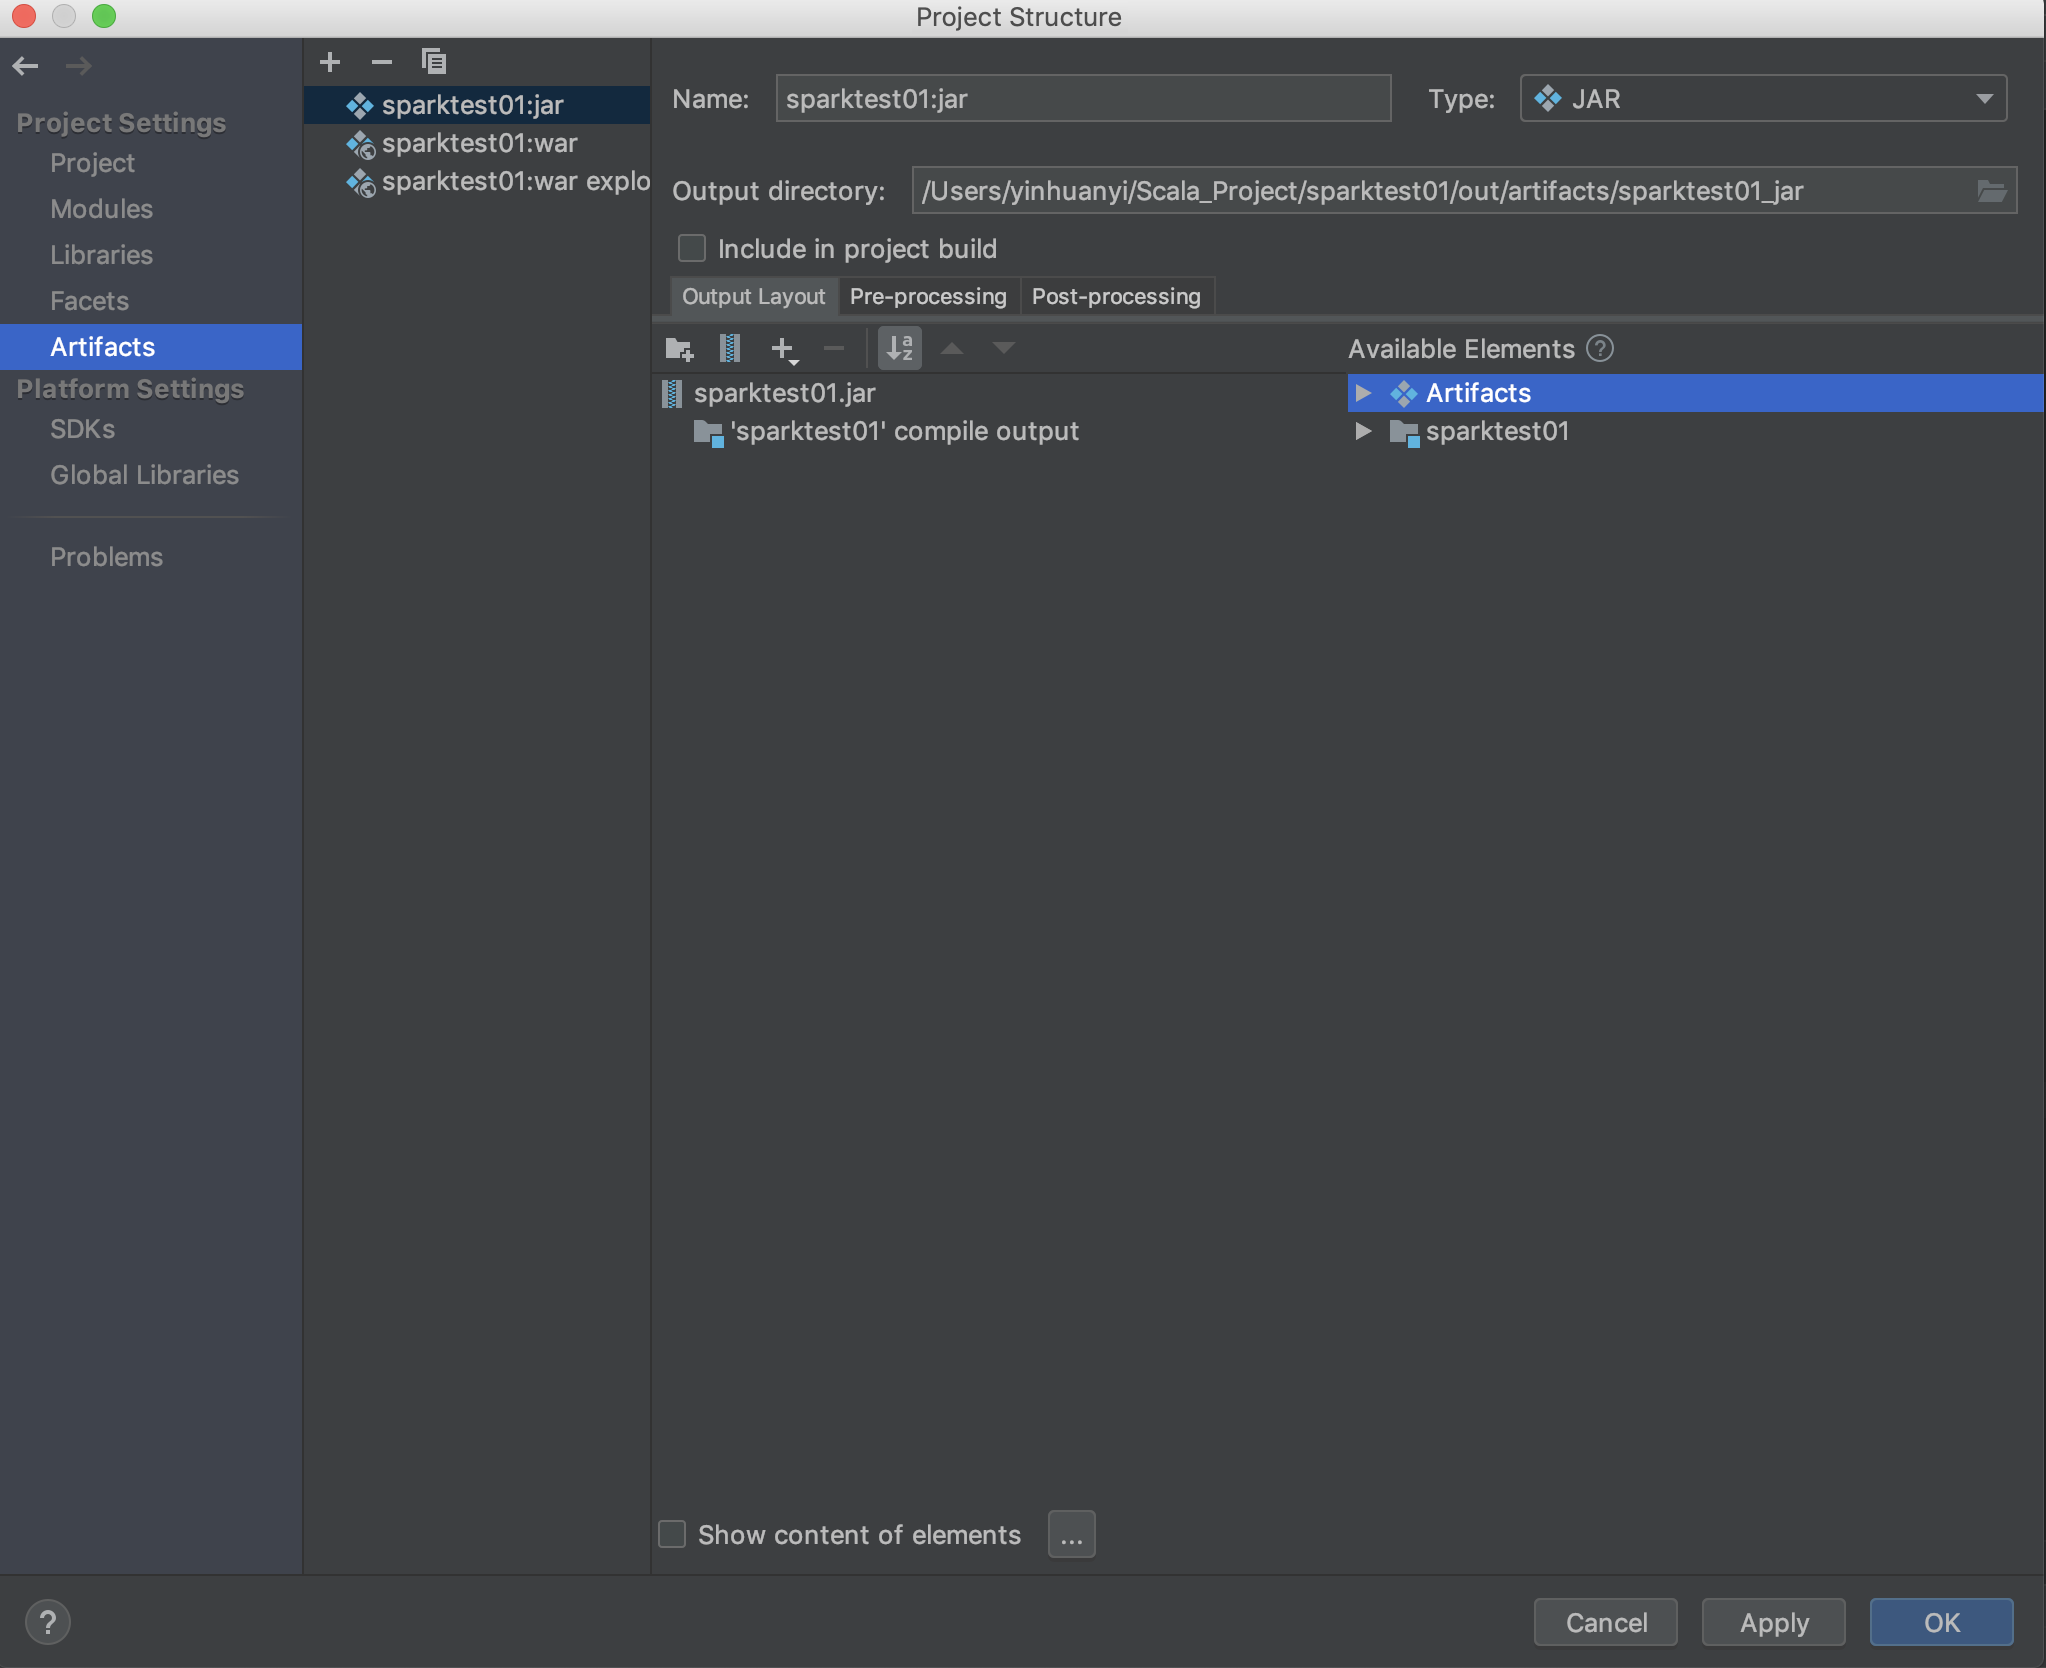 Project Structure
Project Settings
Project
Modules
Libraries
Facets
Artifacts
Platform Settings
SDKs
Global Libraries
Problems
sparktest01:jar
sparktest01:war
sparktest01:war explo
Name: sparktest01:jar Type: JAR
Output directory: /Users/yinhuanyi/Scala_Project/sparktest01/out/artifacts/sparktest01_jar
Include in project build
Output Layout Pre-processing Post-processing
Available Elements ?
sparktest01.jar
'sparktest01' compile output
Artifacts
sparktest01
Show content of elements ...
? Cancel Apply OK